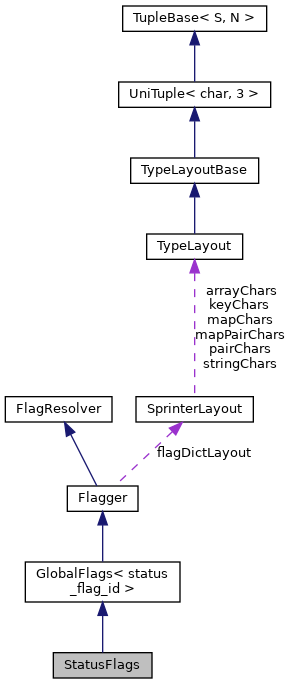 TupleBase< S, N >
UniTuple< char, 3 >
TypeLayoutBase
TypeLayout
arrayChars
keyChars
mapChars
mapPairChars
pairChars
stringChars
FlagResolver
SprinterLayout
flagDictLayout
Flagger
GlobalFlags< status
_flag_id >
StatusFlags